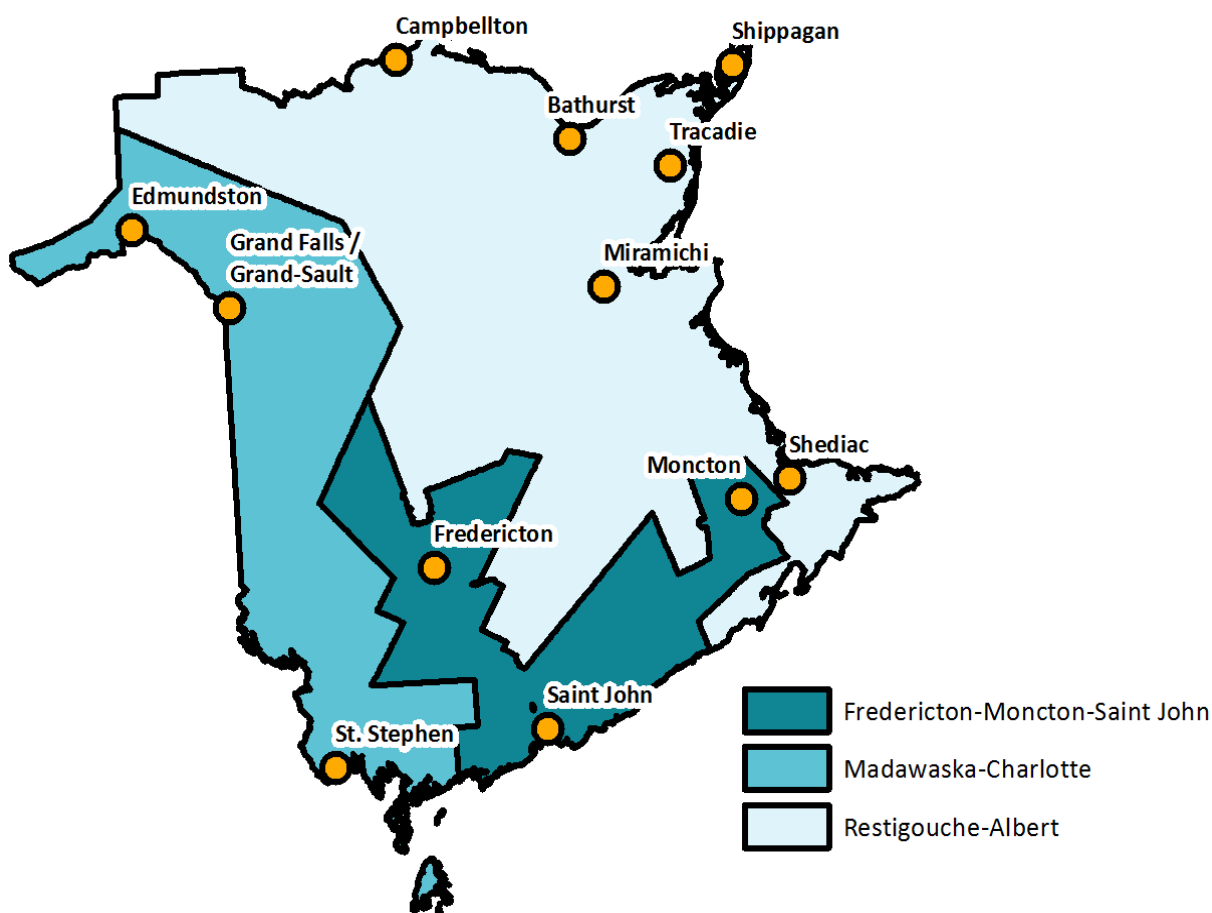 Campbellton
Shippagan
Bathurst
Tracadie
Edmundston
Grand Falls /
Grand-Sault
Miramichi
Shediac
Moncton
Fredericton
Saint John
St. Stephen
Fredericton-Moncton-Saint John
Madawaska-Charlotte
Restigouche-Albert